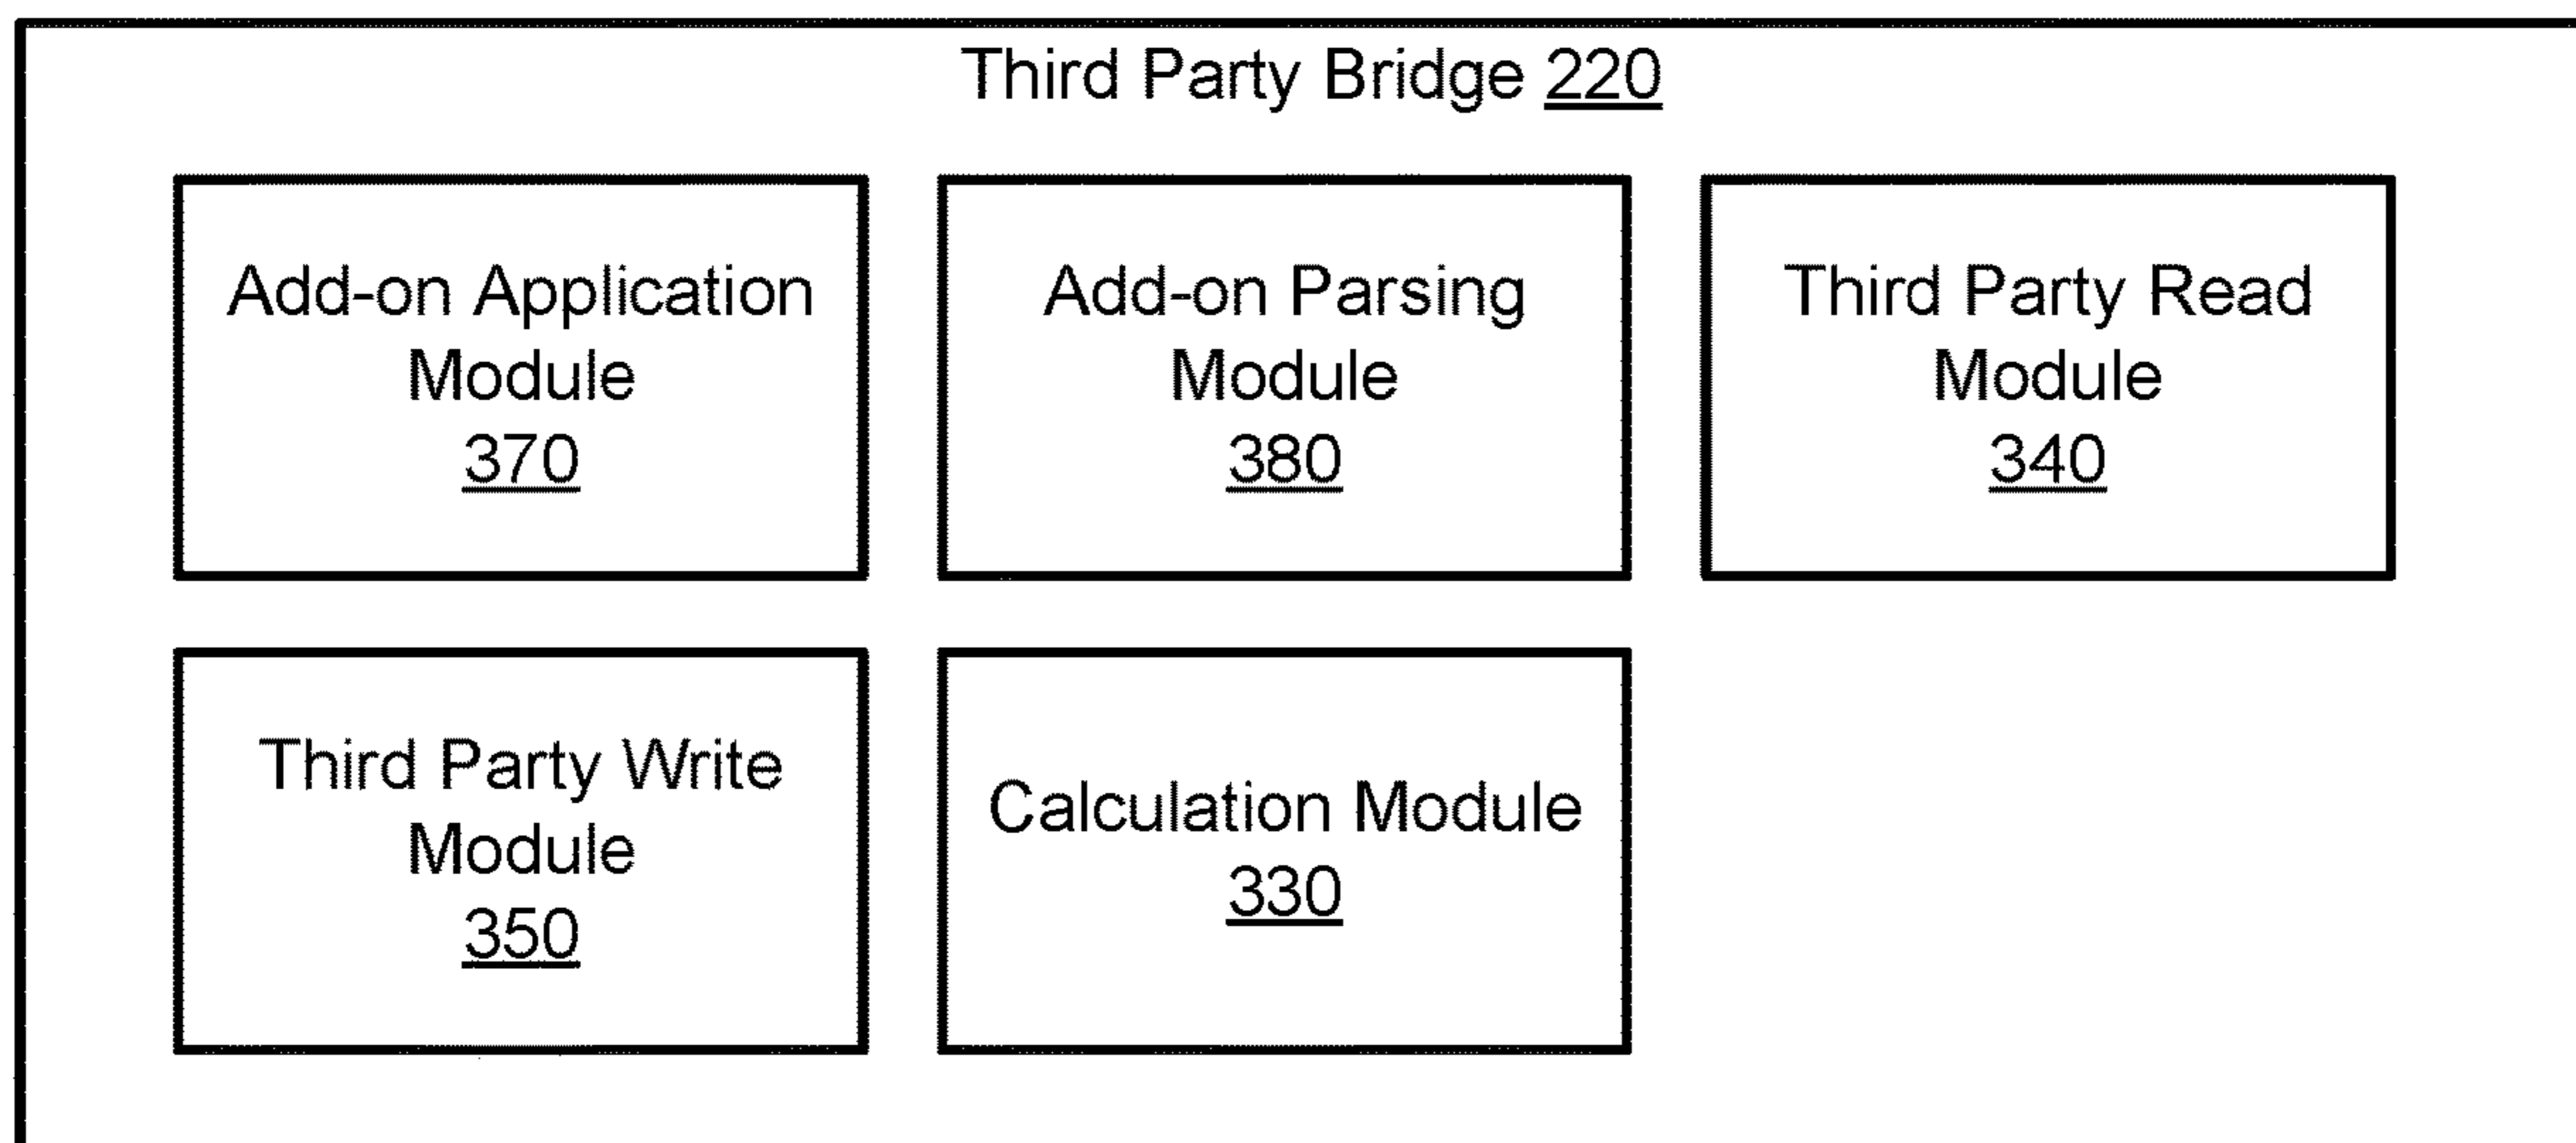 Third Party Bridge 220
Add-on Application
Module
370
Add-on Parsing
Module
380
Third Party Read
Module
340
Third Party Write
Module
350
Calculation Module
330